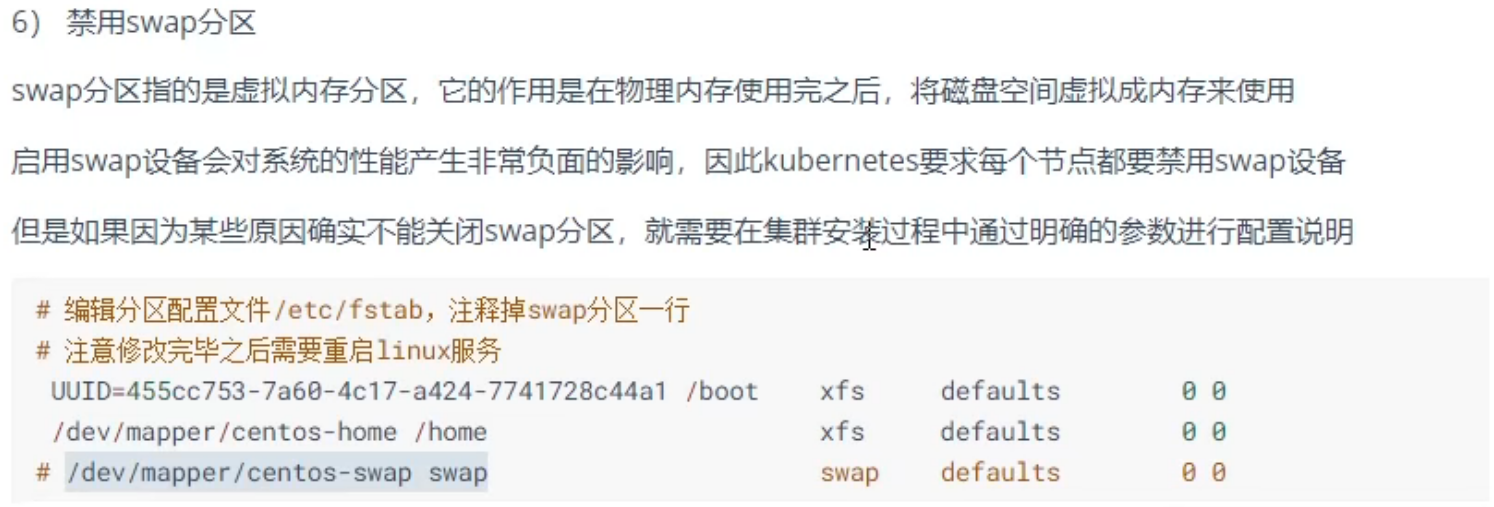 6） 禁用swap分区
swap分区指的是虚拟内存分区，它的作用是在物理内存使用完之后，将磁盘空间虚拟成内存来使用
启用swap设备会对系统的性能产生非常负面的影响，因此kubernetes要求每个节点都要禁用swap设备
但是如果因为某些原因确实不能关闭swap分区，就需要在集群安装过程中通过明确的参数进行配置说明
# 编辑分区配置文件/etc/fstab，注释掉swap分区一行
# 注意修改完毕之后需要重启linux服务
UUID=455cc753-7a60-4c17-a424-7741728c44a1 /boot xfs defaults 0 0
/dev/mapper/centos-home /home xfs defaults 0 0
# /dev/mapper/centos-swap swap swap defaults 0 0